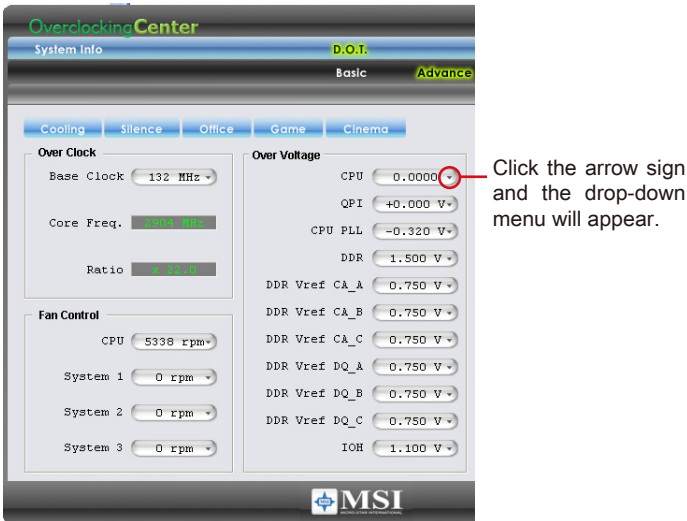 OverclockingCenter
System Info D.O.T.
Basic Advance
Cooling Silence Office Game Cinema
Over Clock
Base Clock 132 MHz
Core Freq. 2904 MHz
Ratio x 22.0
Fan Control
CPU 5338 rpm
System 1 0 rpm
System 2 0 rpm
System 3 0 rpm
Over Voltage
CPU 0.0000
QPI +0.000 V
CPU PLL -0.320 V
DDR 1.500 V
DDR Vref CA_A 0.750 V
DDR Vref CA_B 0.750 V
DDR Vref CA_C 0.750 V
DDR Vref DQ_A 0.750 V
DDR Vref DQ_B 0.750 V
DDR Vref DQ_C 0.750 V
IOH 1.100 V
Click the arrow sign
and the drop-down
menu will appear.
MSI
MICRO-STAR INTERNATIONAL